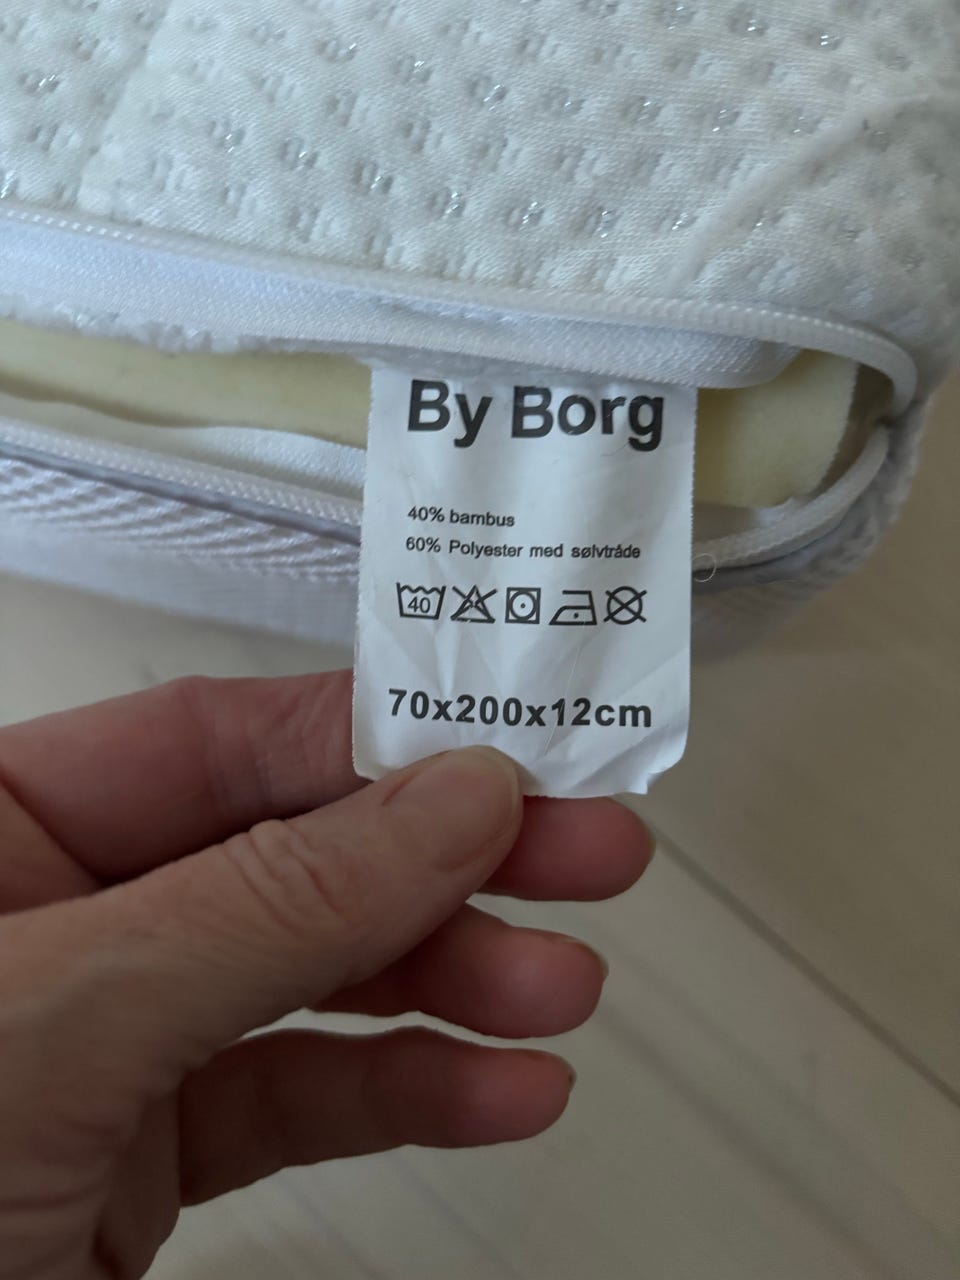 By Borg
40% bambus
60% Polyester med sølvtråde
40
70x200x12cm